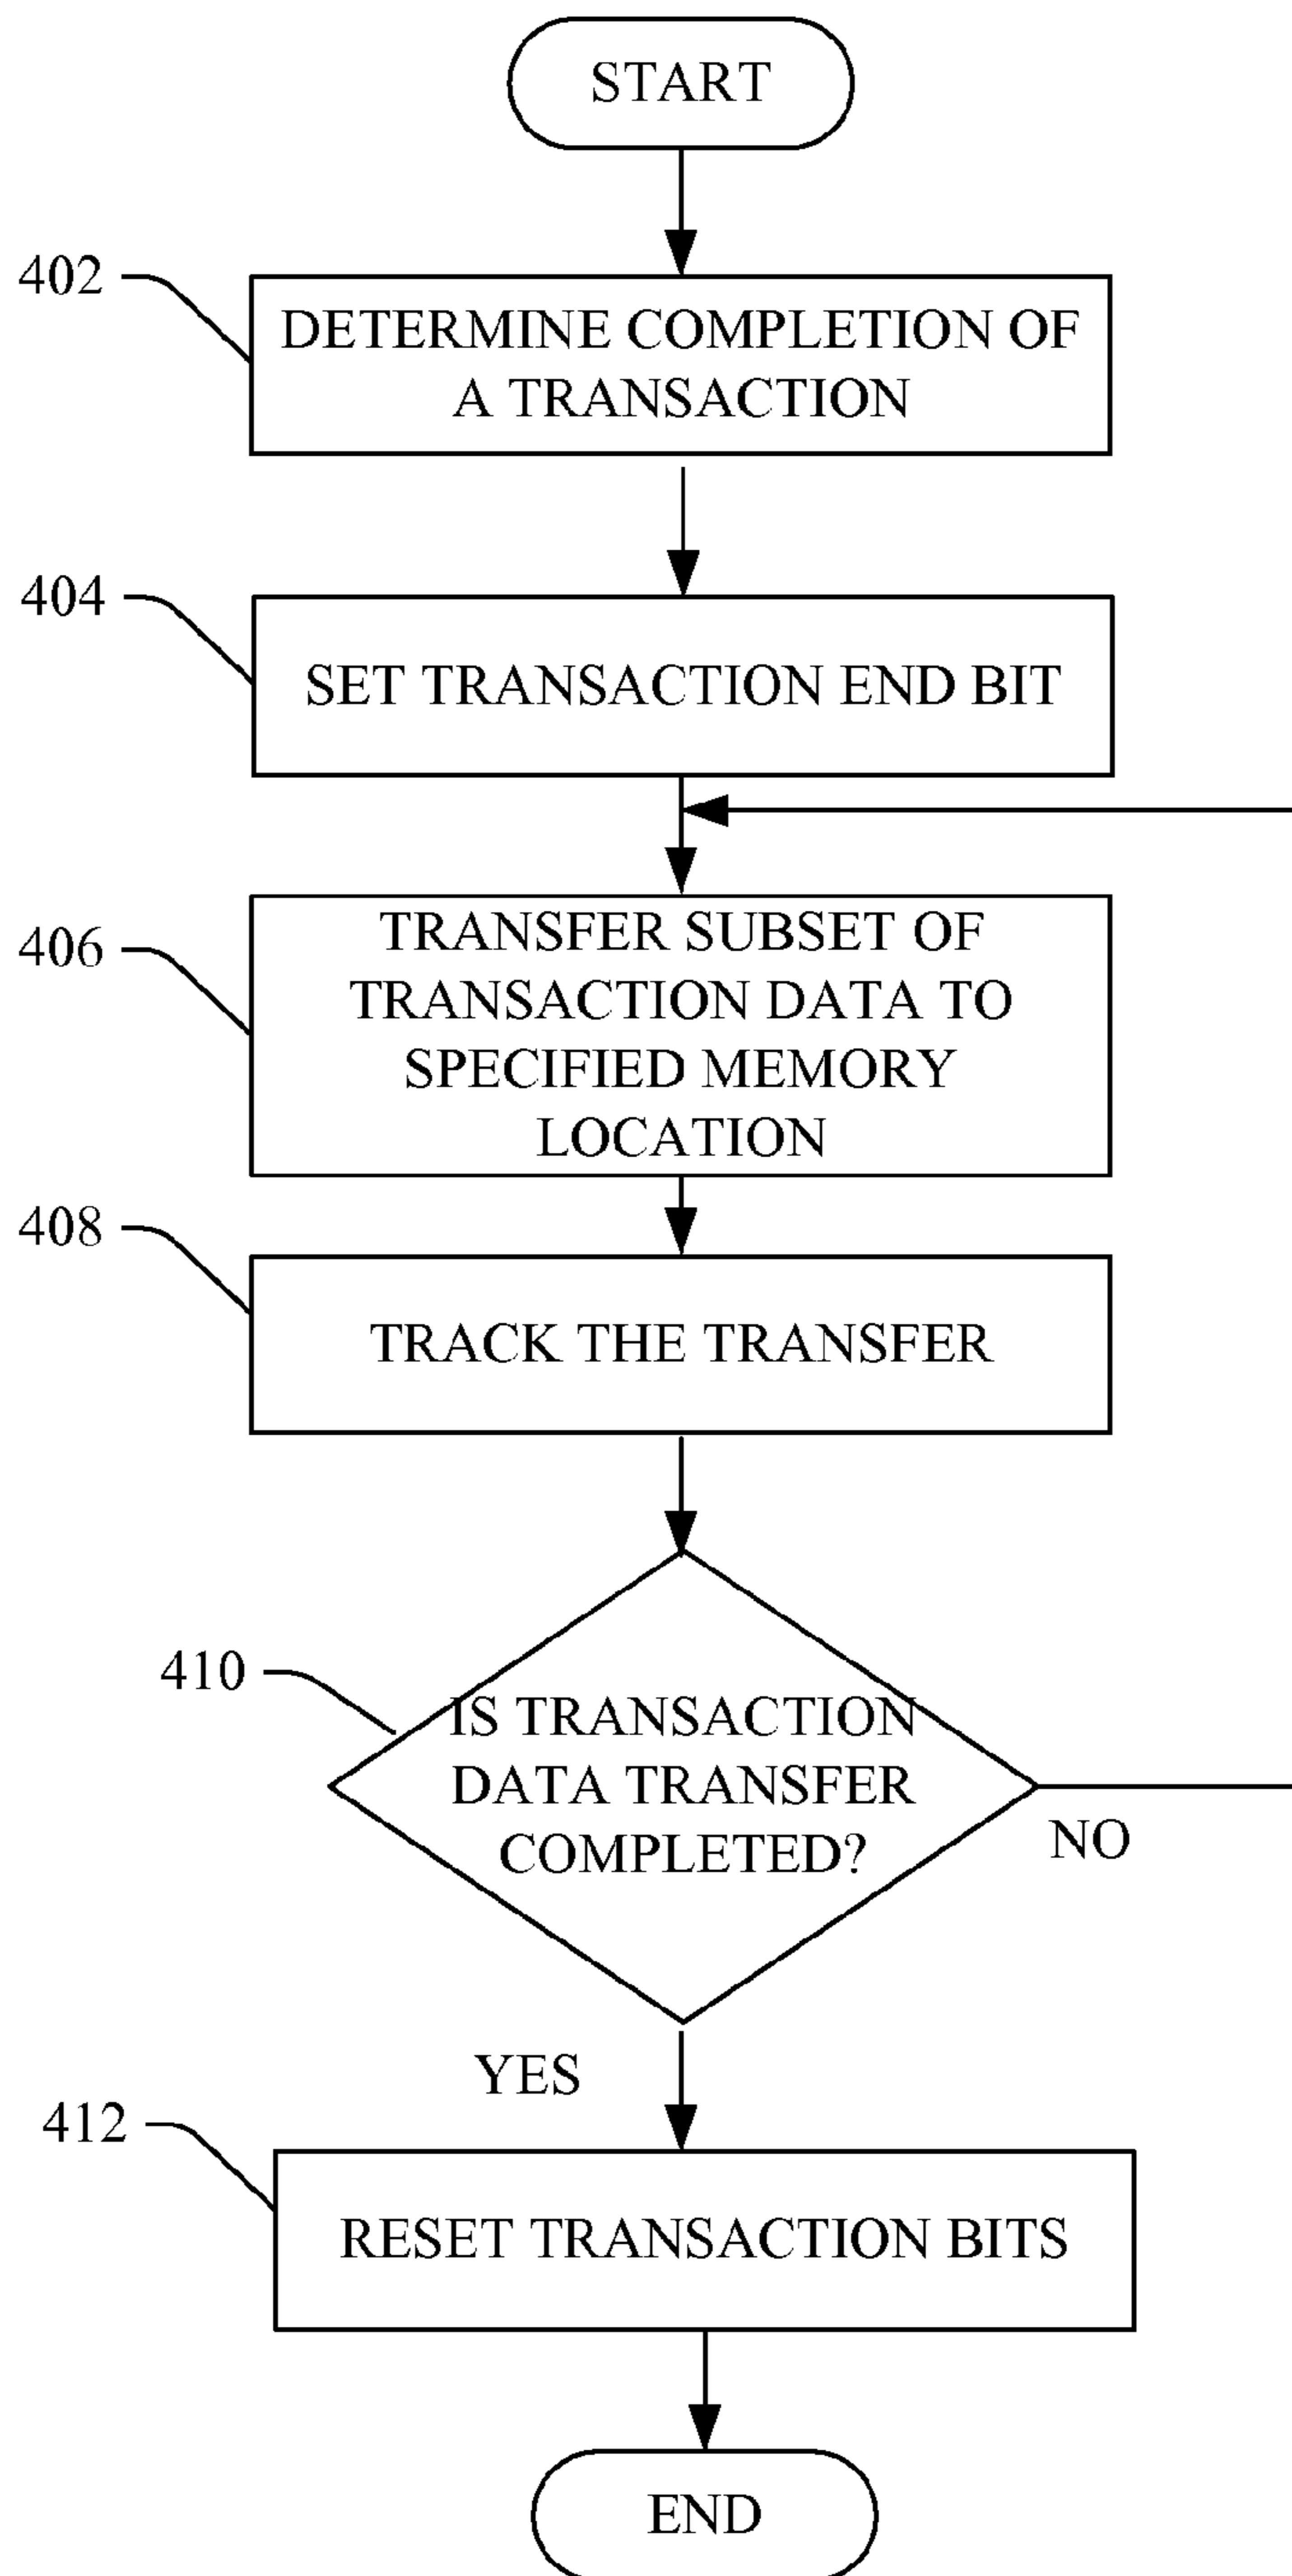 START
402
DETERMINE COMPLETION OF
A TRANSACTION
404
SET TRANSACTION END BIT
406
TRANSFER SUBSET OF
TRANSACTION DATA TO
SPECIFIED MEMORY
LOCATION
408
TRACK THE TRANSFER
410
IS TRANSACTION
DATA TRANSFER
COMPLETED?
NO
YES
412
RESET TRANSACTION BITS
END